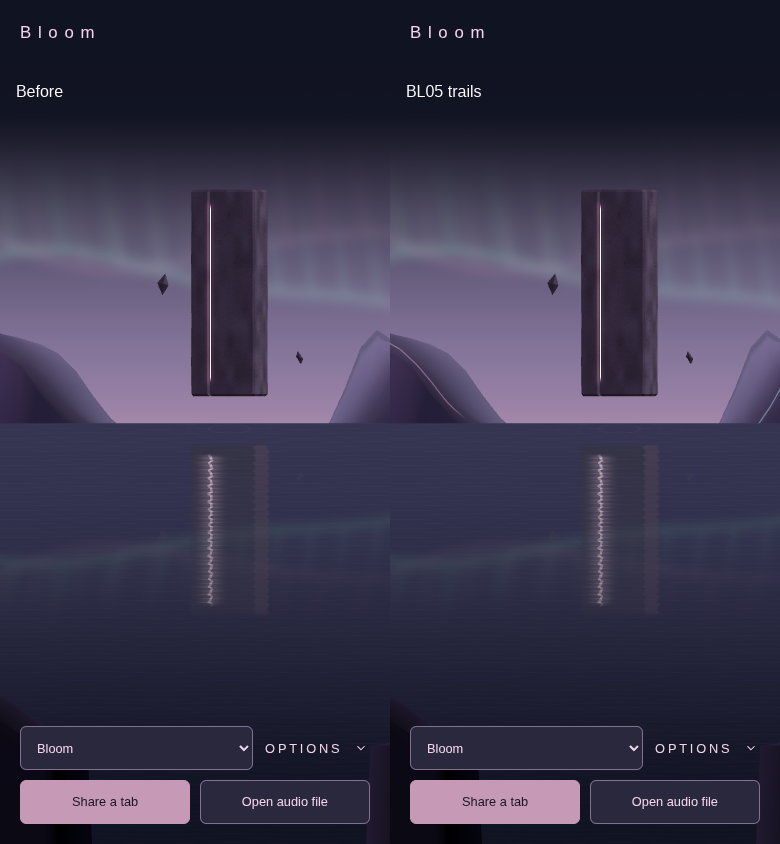 Bloom
Before
Bloom
OPTIONS
Share a tab
Open audio file
Bloom
BL05 trails
Bloom
OPTIONS
Share a tab
Open audio file